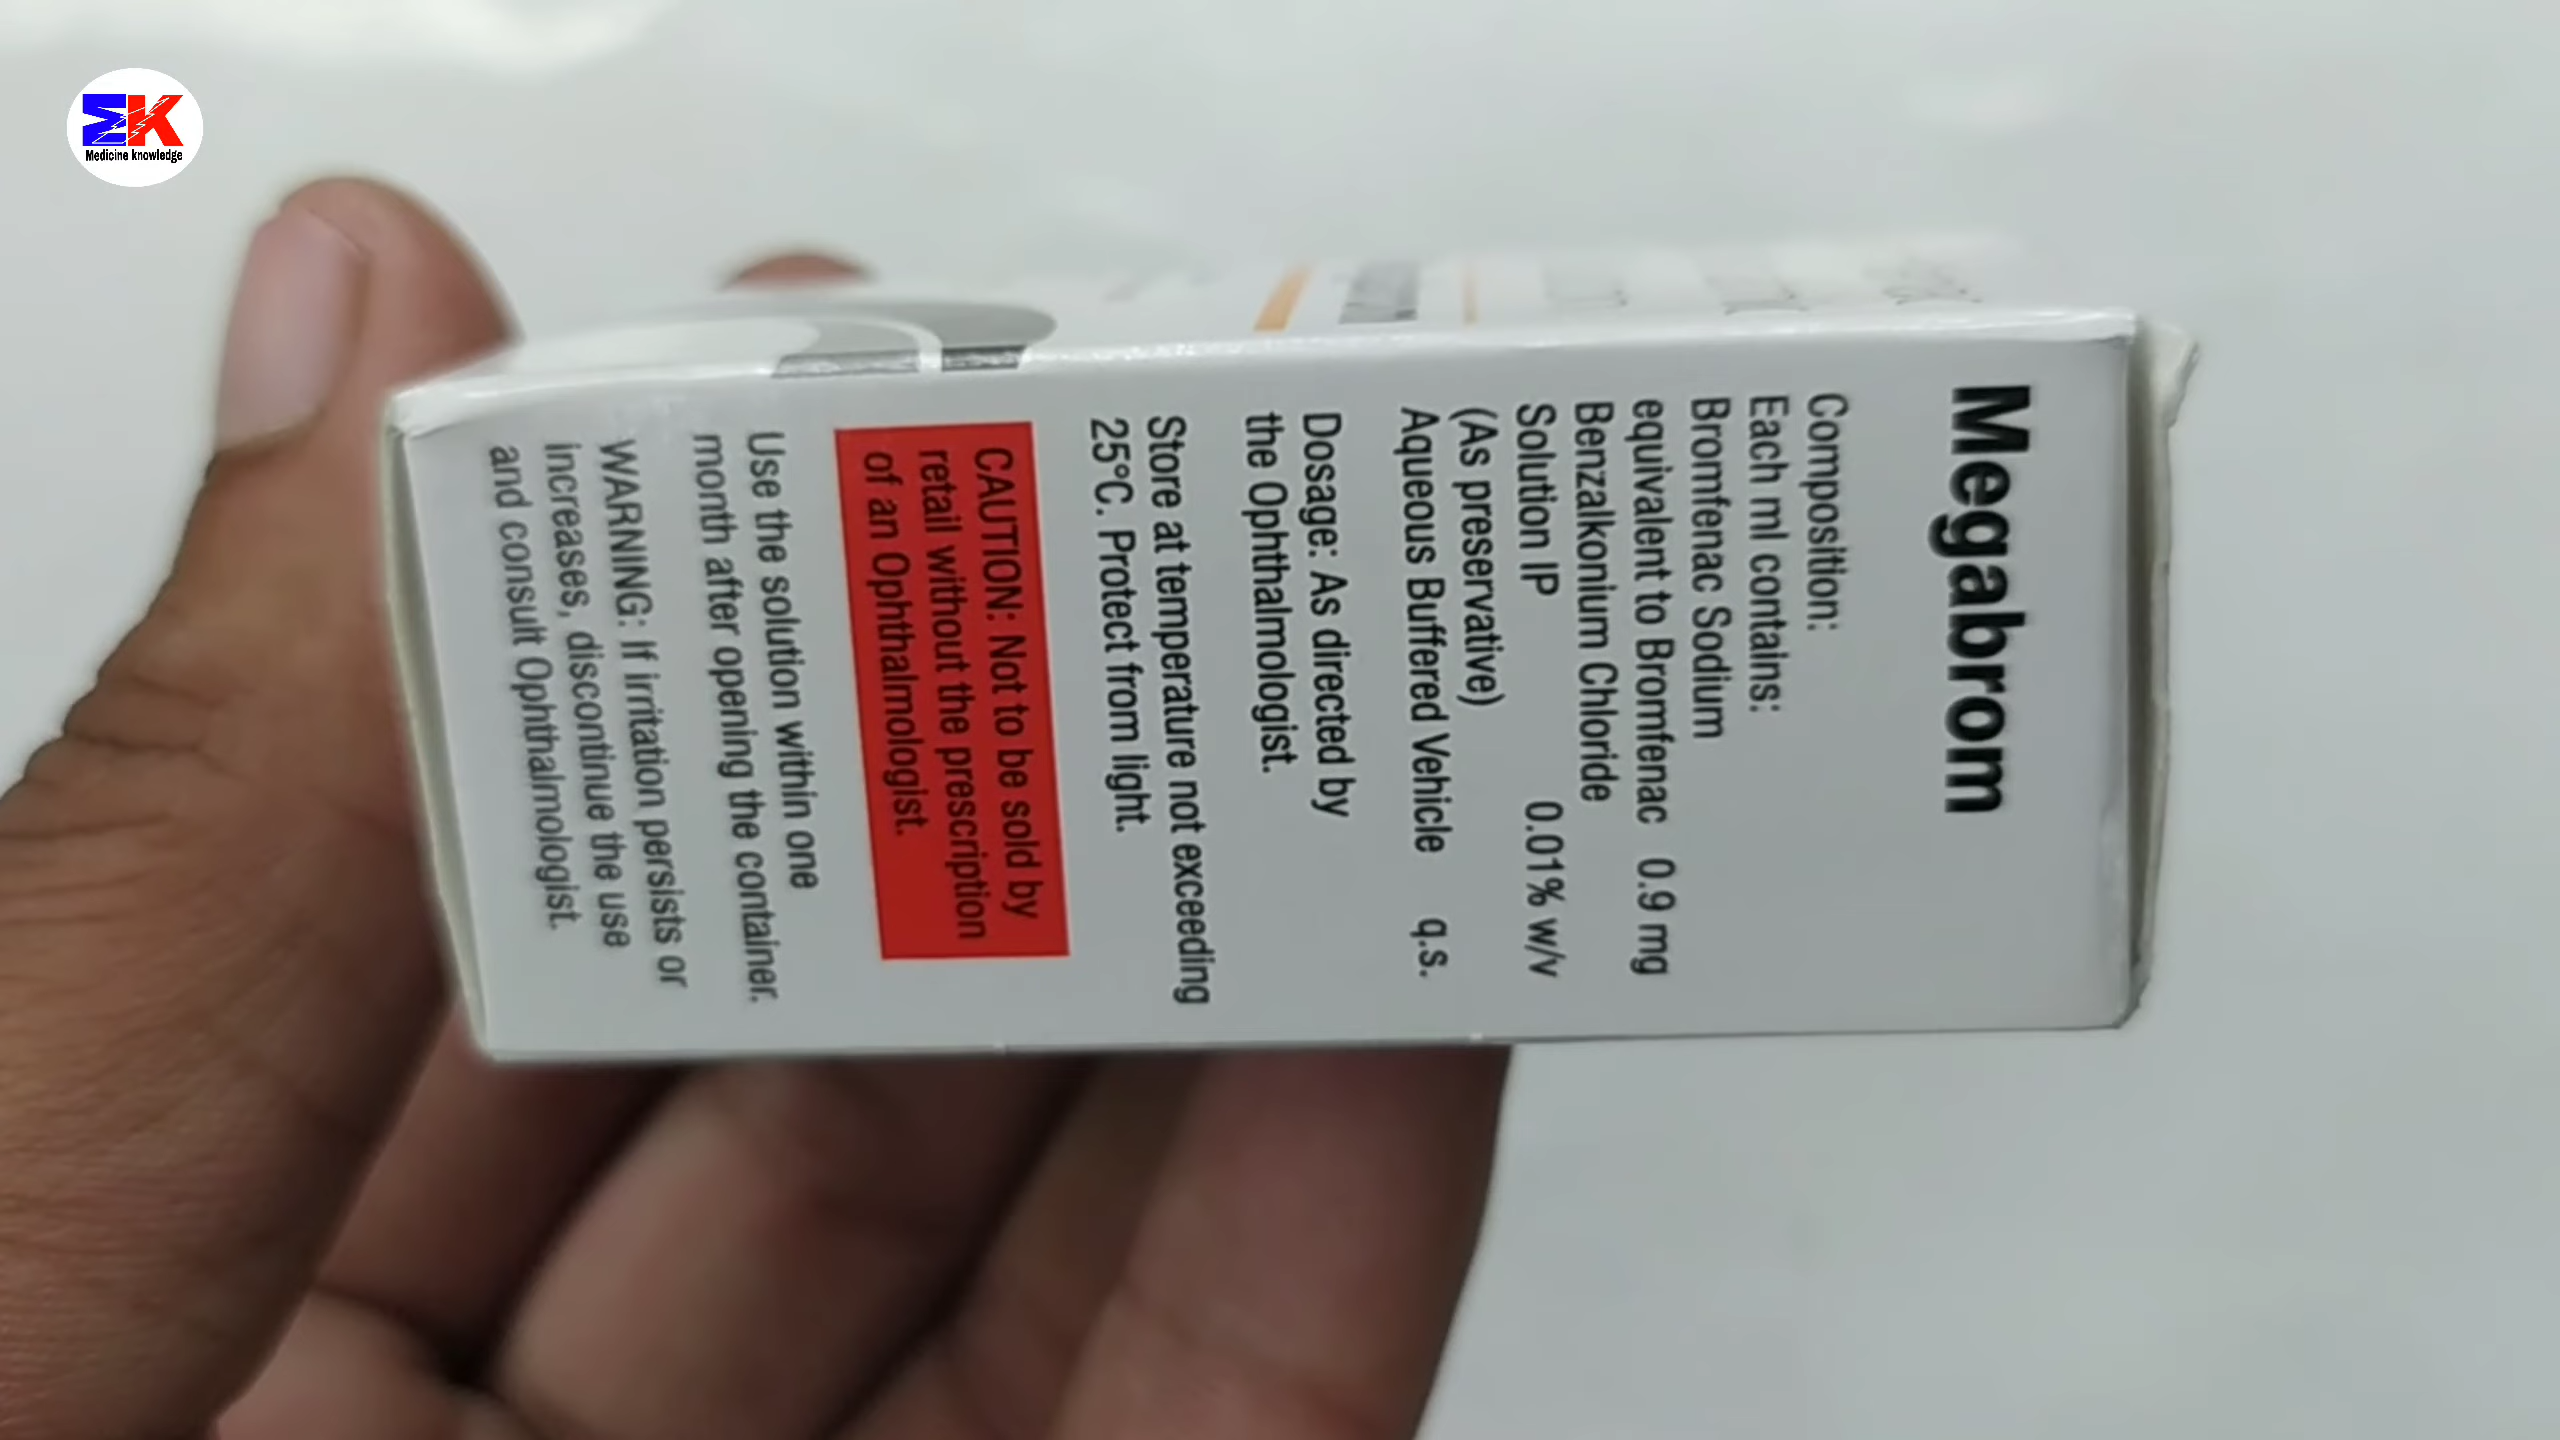 MK
Medicine knowledge
Megabrom
Composition:
Each ml contains:
Bromfenac Sodium
equivalent to Bromfenac 0.9 mg
Benzalkonium Chloride
Solution IP 0.01% w/v
(As preservative)
Aqueous Buffered Vehicle q.s.
Dosage: As directed by
the Ophthalmologist.
Store at temperature not exceeding
25°C. Protect from light.
CAUTION: Not to be sold by
retail without the prescription
of an Ophthalmologist.
Use the solution within one
month after opening the container.
WARNING: If irritation persists or
increases, discontinue the use
and consult Ophthalmologist.